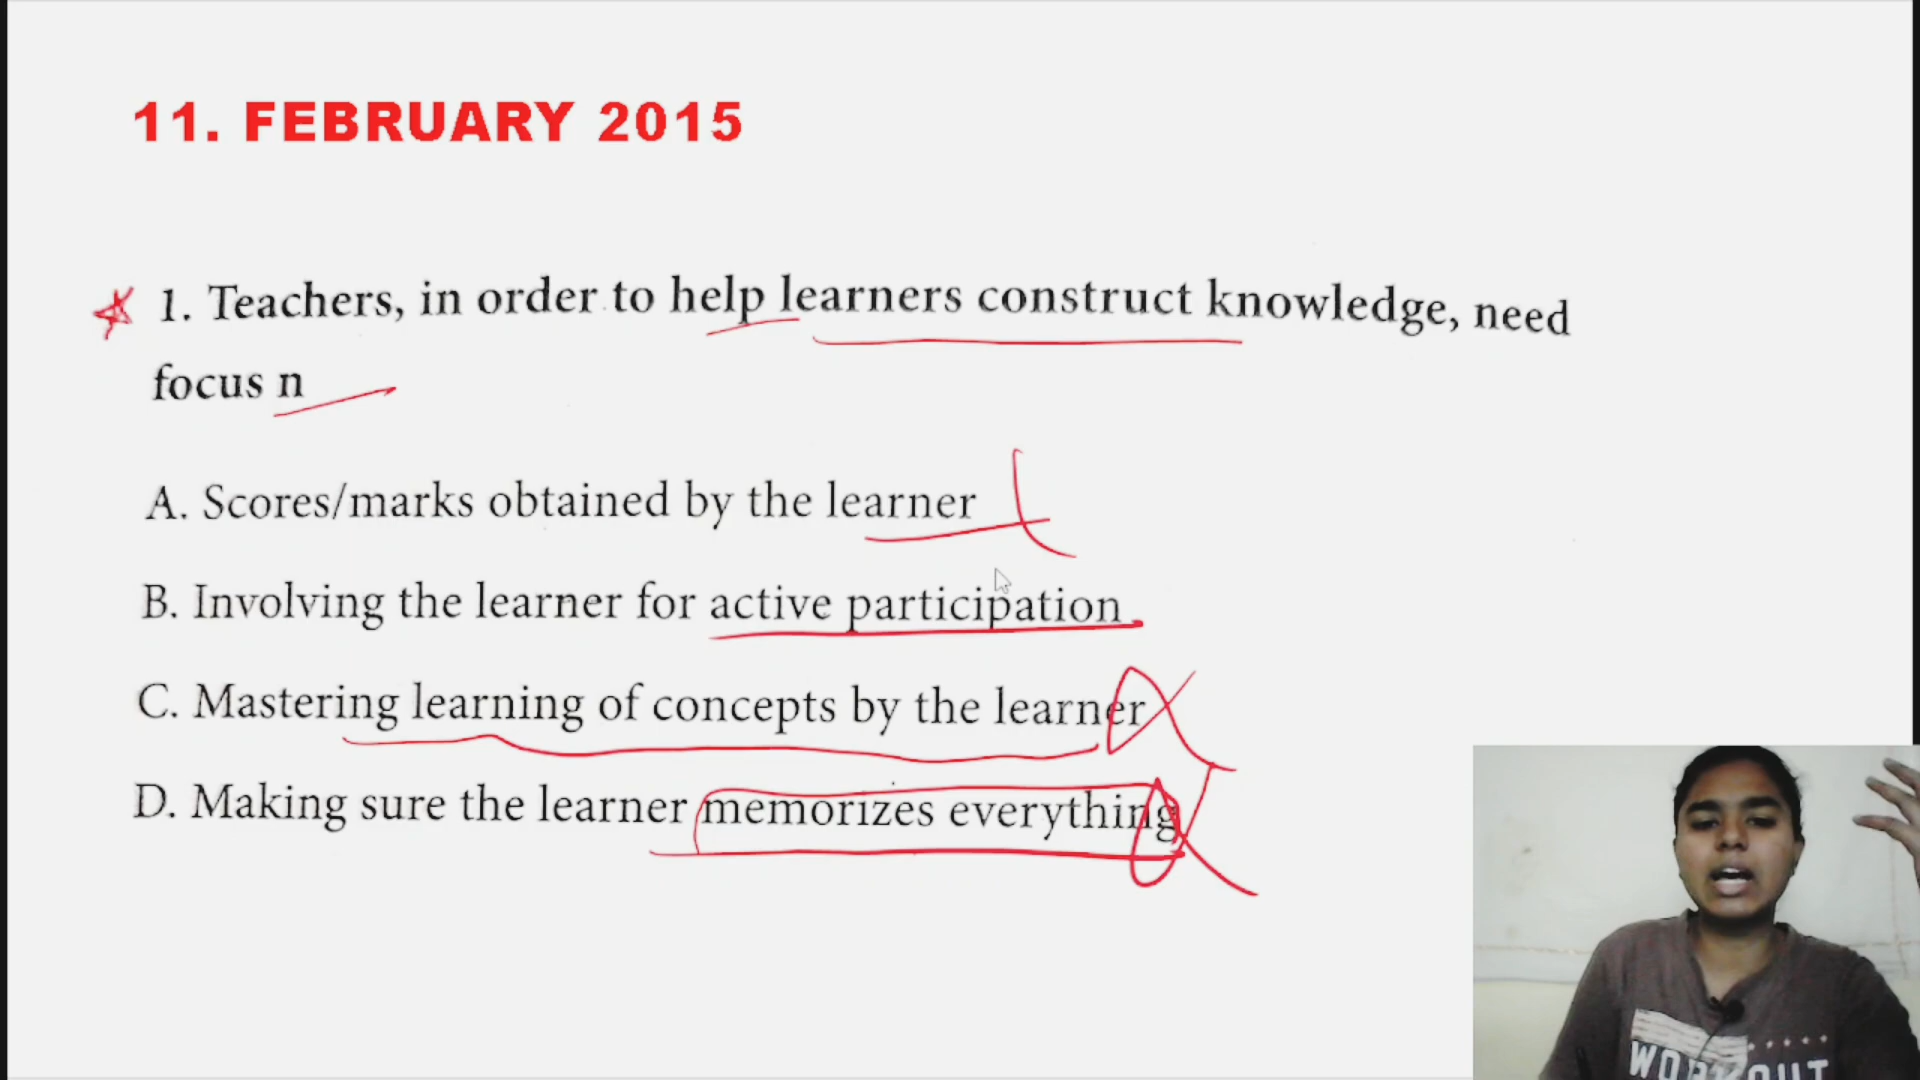 11. FEBRUARY 2015
1. Teachers, in order to help learners construct knowledge, need
focus n
A. Scores/marks obtained by the learner
B. Involving the learner for active participation
C. Mastering learning of concepts by the learner
D. Making sure the learner memorizes everything
WORKOUT